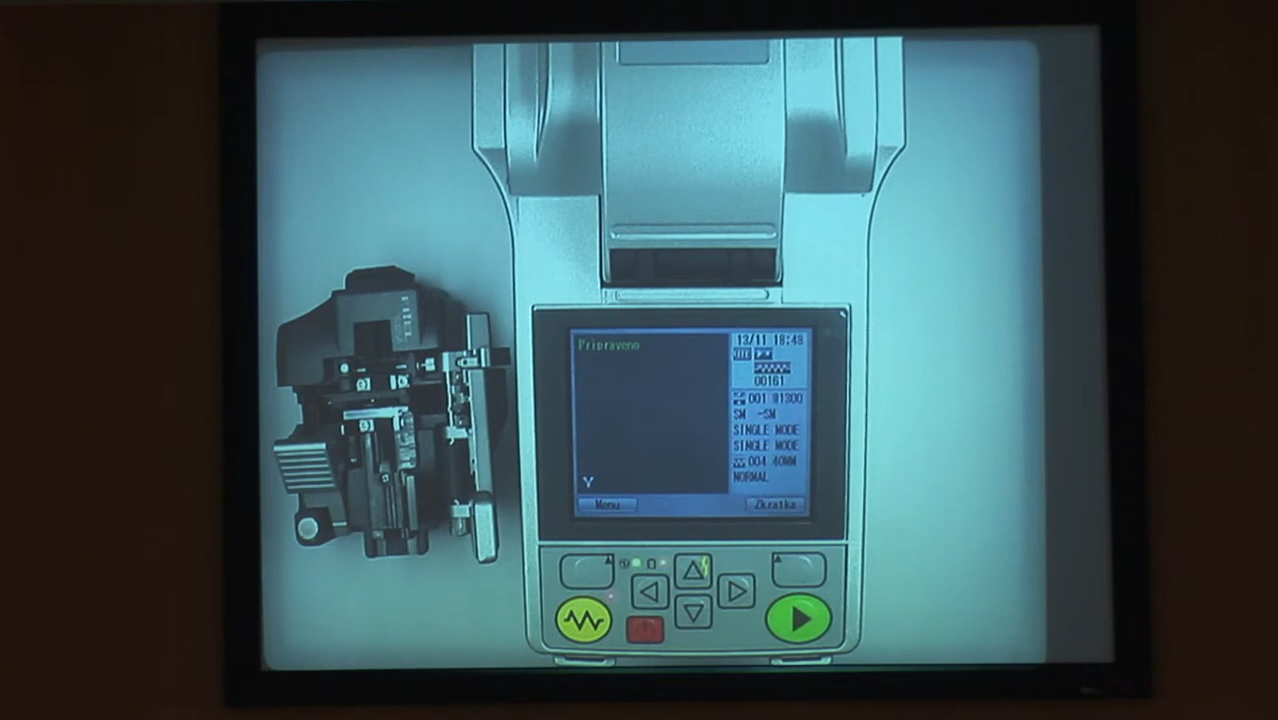 Pripraveno
13/11 18:48
00161
001 @1300
SM -SM
SINGLE MODE
SINGLE MODE
004 40MM
NORMAL
Y
Menu
Zkratka